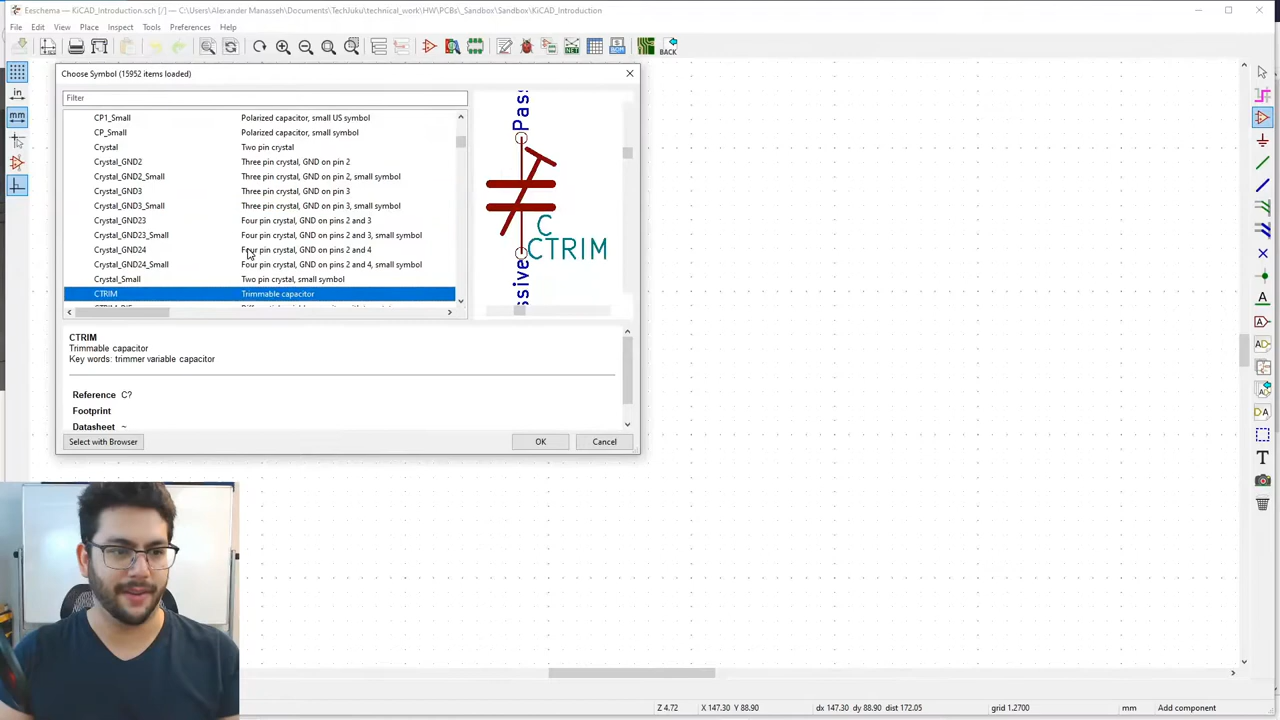 Eeschema — KiCAD_Introduction.sch [/] — C:\Users\Alexander Manasseh\Documents\TechJuku\technical_work\HW\PCBs\_Sandbox\Sandbox\KiCAD_Introduction
File Edit View Place Inspect Tools Preferences Help
BACK
Choose Symbol (15952 items loaded)
Filter
CP1_Small Polarized capacitor, small US symbol
CP_Small Polarized capacitor, small symbol
Crystal Two pin crystal
Crystal_GND2 Three pin crystal, GND on pin 2
Crystal_GND2_Small Three pin crystal, GND on pin 2, small symbol
Crystal_GND3 Three pin crystal, GND on pin 3
Crystal_GND3_Small Three pin crystal, GND on pin 3, small symbol
Crystal_GND23 Four pin crystal, GND on pins 2 and 3
Crystal_GND23_Small Four pin crystal, GND on pins 2 and 3, small symbol
Crystal_GND24 Four pin crystal, GND on pins 2 and 4
Crystal_GND24_Small Four pin crystal, GND on pins 2 and 4, small symbol
Crystal_Small Two pin crystal, small symbol
CTRIM Trimmable capacitor
Pass
C
CTRIM
ssive
CTRIM
Trimmable capacitor
Key words: trimmer variable capacitor
Reference C?
Footprint
Datasheet ~
Select with Browser OK Cancel
in
mm
Z 4.72 X 147.30 Y 88.90 dx 147.30 dy 88.90 dist 172.05 grid 1.2700 mm Add component